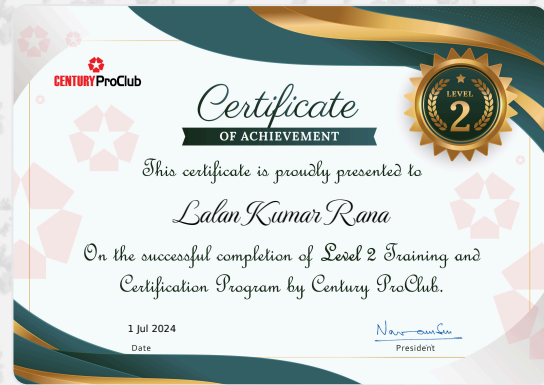 CENTURY ProClub
LEVEL
2
Certificate
OF ACHIEVEMENT
This certificate is proudly presented to
Lalan Kumar Rana
On the successful completion of Level 2 Training and
Certification Program by Century ProClub.
1 Jul 2024
Date
President